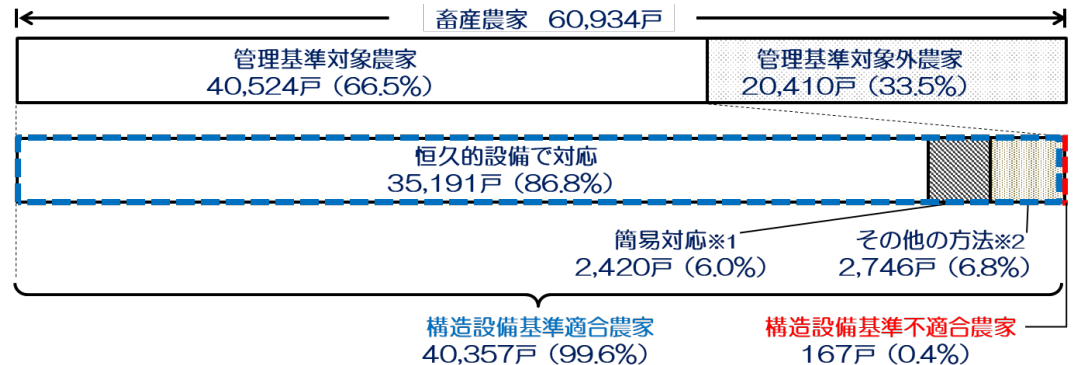 畜産農家 60,934戸
管理基準対象農家
40,524戸（66.5%）
管理基準対象外農家
20,410戸（33.5%）
恒久的設備で対応
35,191戸（86.8%）
簡易対応※1
2,420戸（6.0%）
その他の方法※2
2,746戸（6.8%）
構造設備基準適合農家
40,357戸（99.6%）
構造設備基準不適合農家
167戸（0.4%）